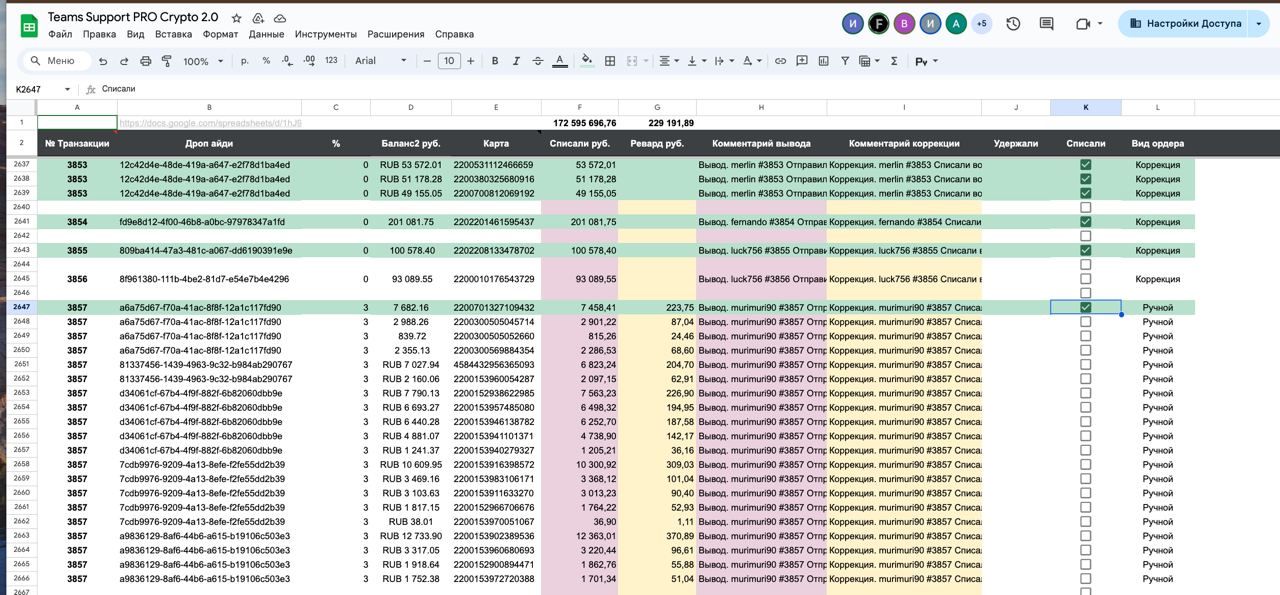 Teams Support PRO Crypto 2.0
И F В И A +5 Настройки Доступа
Файл Правка Вид Вставка Формат Данные Инструменты Расширения Справка
Меню 100% р. % .0 .00 123 Arial 10 B I A
K2647 fx Списали
A B C D E F G H I J K L
1 https://docs.google.com/spreadsheets/d/1hJS 172 595 696,76 229 191,89
2 № Транзакции Дроп айди % Баланс2 руб. Карта Списали руб. Ревард руб. Комментарий вывода Комментарий коррекции Удержали Списали Вид ордера
2637 3853 12c42d4e-48de-419a-a647-e2f78d1ba4ed 0 RUB 53 572.01 2200531112466659 53 572,01 Вывод. merlin #3853 Отправил Коррекция. merlin #3853 Списали вс Коррекция
2638 3853 12c42d4e-48de-419a-a647-e2f78d1ba4ed 0 RUB 51 178.28 2200380325680916 51 178,28 Вывод. merlin #3853 Отправил Коррекция. merlin #3853 Списали вс Коррекция
2639 3853 12c42d4e-48de-419a-a647-e2f78d1ba4ed 0 RUB 49 155.05 2200700812069192 49 155,05 Вывод. merlin #3853 Отправил Коррекция. merlin #3853 Списали вс Коррекция
2640
2641 3854 fd9e8d12-4f00-46b8-a0bc-97978347a1fd 0 201 081.75 2202201461595437 201 081,75 Вывод. fernando #3854 Отправ Коррекция. fernando #3854 Списали Коррекция
2642
2643 3855 809ba414-47a3-481c-a067-dd6190391e9e 0 100 578.40 2202208133478702 100 578,40 Вывод. luck756 #3855 Отправи Коррекция. luck756 #3855 Списали в Коррекция
2644
2645 3856 8f961380-111b-4be2-81d7-e54e7b4e4296 0 93 089.55 2200010176543729 93 089,55 Вывод. luck756 #3856 Отправи Коррекция. luck756 #3856 Списали в Коррекция
2646
2647 3857 a6a75d67-f70a-41ac-8f8f-12a1c117fd90 3 7 682.16 2200701327109432 7 458,41 223,75 Вывод. murimuri90 #3857 Отпр Коррекция. murimuri90 #3857 Списа Ручной
2648 3857 a6a75d67-f70a-41ac-8f8f-12a1c117fd90 3 2 988.26 2200300505045714 2 901,22 87,04 Вывод. murimuri90 #3857 Отпр Коррекция. murimuri90 #3857 Списа Ручной
2649 3857 a6a75d67-f70a-41ac-8f8f-12a1c117fd90 3 839.72 2200300505052660 815,26 24,46 Вывод. murimuri90 #3857 Отпр Коррекция. murimuri90 #3857 Списа Ручной
2650 3857 a6a75d67-f70a-41ac-8f8f-12a1c117fd90 3 2 355.13 2200300569884354 2 286,53 68,60 Вывод. murimuri90 #3857 Отпр Коррекция. murimuri90 #3857 Списа Ручной
2651 3857 81337456-1439-4963-9c32-b984ab290767 3 RUB 7 027.94 4584432956365093 6 823,24 204,70 Вывод. murimuri90 #3857 Отпр Коррекция. murimuri90 #3857 Списа Ручной
2652 3857 81337456-1439-4963-9c32-b984ab290767 3 RUB 2 160.06 2200153960054287 2 097,15 62,91 Вывод. murimuri90 #3857 Отпр Коррекция. murimuri90 #3857 Списа Ручной
2653 3857 d34061cf-67b4-4f9f-882f-6b82060dbb9e 3 RUB 7 790.13 2200152938622985 7 563,23 226,90 Вывод. murimuri90 #3857 Отпр Коррекция. murimuri90 #3857 Списа Ручной
2654 3857 d34061cf-67b4-4f9f-882f-6b82060dbb9e 3 RUB 6 693.27 2200153957485080 6 498,32 194,95 Вывод. murimuri90 #3857 Отпр Коррекция. murimuri90 #3857 Списа Ручной
2655 3857 d34061cf-67b4-4f9f-882f-6b82060dbb9e 3 RUB 6 440.28 2200153946138782 6 252,70 187,58 Вывод. murimuri90 #3857 Отпр Коррекция. murimuri90 #3857 Списа Ручной
2656 3857 d34061cf-67b4-4f9f-882f-6b82060dbb9e 3 RUB 4 881.07 2200153941101371 4 738,90 142,17 Вывод. murimuri90 #3857 Отпр Коррекция. murimuri90 #3857 Списа Ручной
2657 3857 d34061cf-67b4-4f9f-882f-6b82060dbb9e 3 RUB 1 241.37 2200153940279327 1 205,21 36,16 Вывод. murimuri90 #3857 Отпр Коррекция. murimuri90 #3857 Списа Ручной
2658 3857 7cdb9976-9209-4a13-8efe-f2fe55dd2b39 3 RUB 10 609.95 2200153916398572 10 300,92 309,03 Вывод. murimuri90 #3857 Отпр Коррекция. murimuri90 #3857 Списа Ручной
2659 3857 7cdb9976-9209-4a13-8efe-f2fe55dd2b39 3 RUB 3 469.16 2200153983106171 3 368,12 101,04 Вывод. murimuri90 #3857 Отпр Коррекция. murimuri90 #3857 Списа Ручной
2660 3857 7cdb9976-9209-4a13-8efe-f2fe55dd2b39 3 RUB 3 103.63 2200153911633270 3 013,23 90,40 Вывод. murimuri90 #3857 Отпр Коррекция. murimuri90 #3857 Списа Ручной
2661 3857 7cdb9976-9209-4a13-8efe-f2fe55dd2b39 3 RUB 1 817.15 2200152966706676 1 764,22 52,93 Вывод. murimuri90 #3857 Отпр Коррекция. murimuri90 #3857 Списа Ручной
2662 3857 7cdb9976-9209-4a13-8efe-f2fe55dd2b39 3 RUB 38.01 2200153970051067 36,90 1,11 Вывод. murimuri90 #3857 Отпр Коррекция. murimuri90 #3857 Списа Ручной
2663 3857 a9836129-8af6-44b6-a615-b19106c503e3 3 RUB 12 733.90 2200153902389536 12 363,01 370,89 Вывод. murimuri90 #3857 Отпр Коррекция. murimuri90 #3857 Списа Ручной
2664 3857 a9836129-8af6-44b6-a615-b19106c503e3 3 RUB 3 317.05 2200153960680693 3 220,44 96,61 Вывод. murimuri90 #3857 Отпр Коррекция. murimuri90 #3857 Списа Ручной
2665 3857 a9836129-8af6-44b6-a615-b19106c503e3 3 RUB 1 918.64 2200152900894471 1 862,76 55,88 Вывод. murimuri90 #3857 Отпр Коррекция. murimuri90 #3857 Списа Ручной
2666 3857 a9836129-8af6-44b6-a615-b19106c503e3 3 RUB 1 752.38 2200153972720388 1 701,34 51,04 Вывод. murimuri90 #3857 Отпр Коррекция. murimuri90 #3857 Списа Ручной
2667